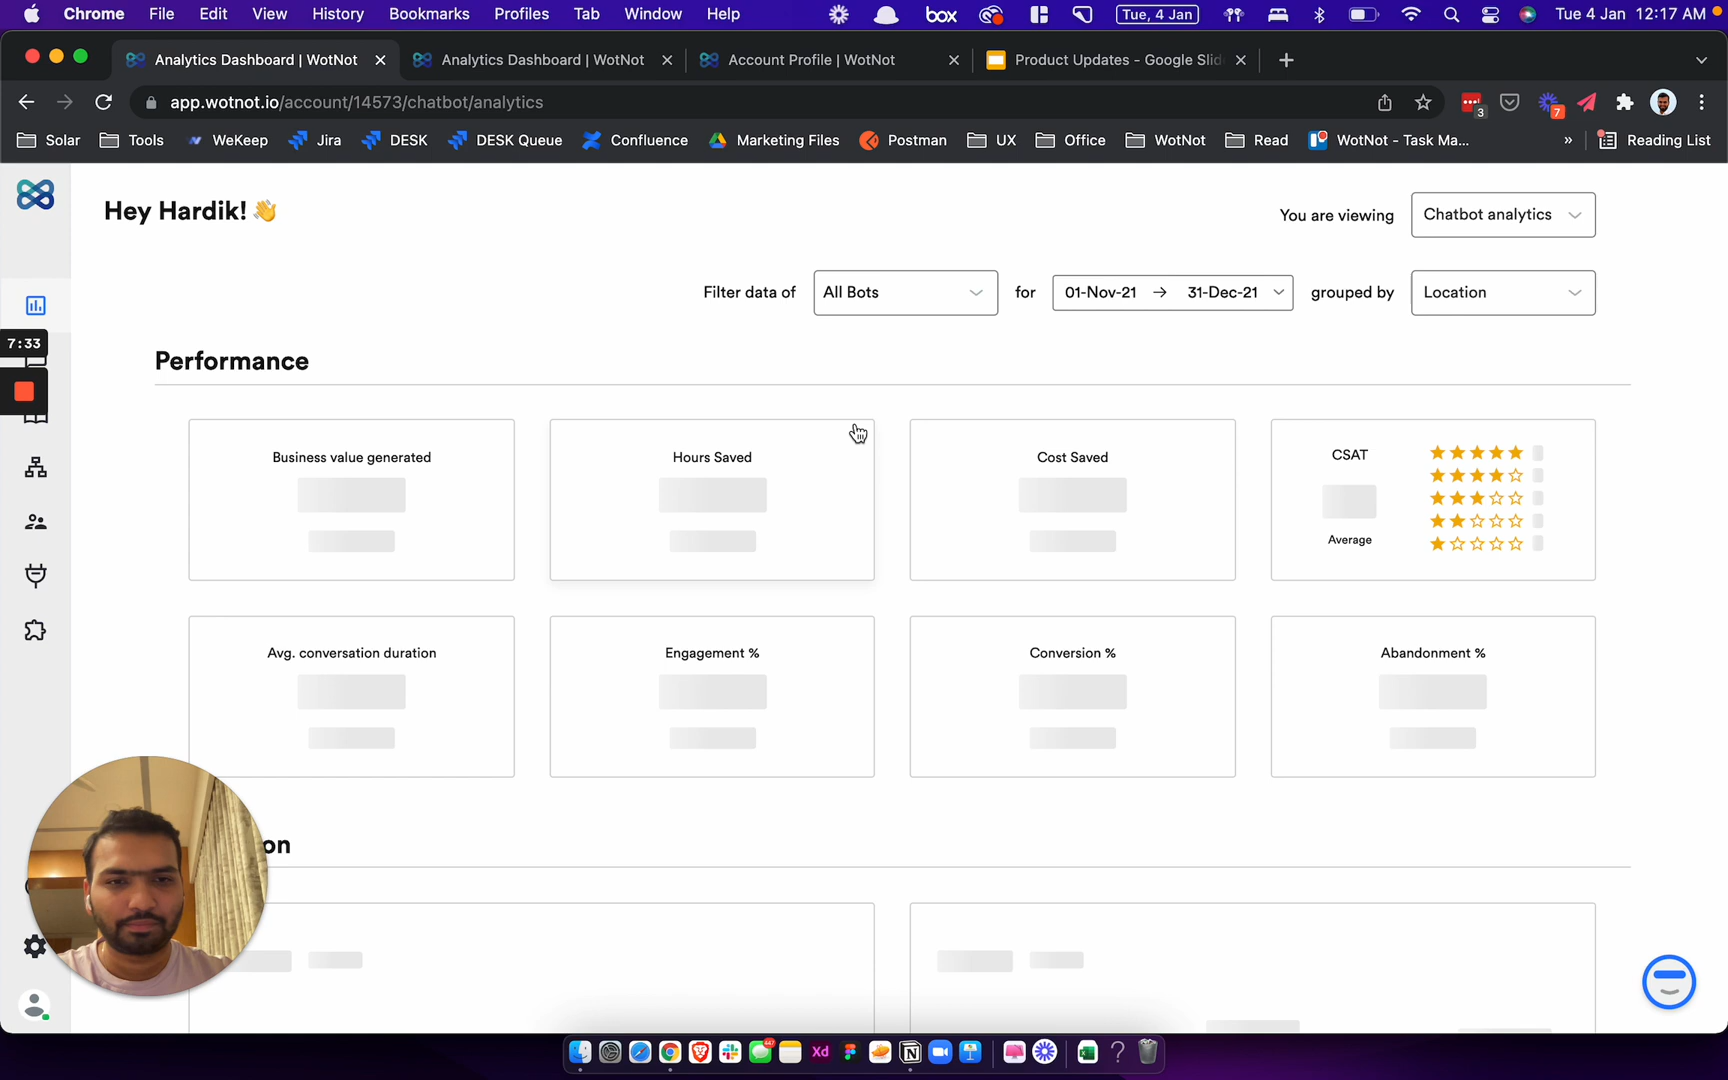 Chrome File Edit View History Bookmarks Profiles Tab Window Help box Tue, 4 Jan Tue 4 Jan 12:17 AM
Analytics Dashboard | WotNot Analytics Dashboard | WotNot Account Profile | WotNot Product Updates - Google Slid
app.wotnot.io/account/14573/chatbot/analytics 3 7
Solar Tools WeKeep Jira DESK DESK Queue Confluence Marketing Files Postman UX Office WotNot Read WotNot - Task Ma... » Reading List
Hey Hardik! 👋
You are viewing Chatbot analytics
Filter data of All Bots for 01-Nov-21 → 31-Dec-21 grouped by Location
7:33
Performance
Business value generated Hours Saved Cost Saved CSAT
Average
Avg. conversation duration Engagement % Conversion % Abandonment %
on
Xd